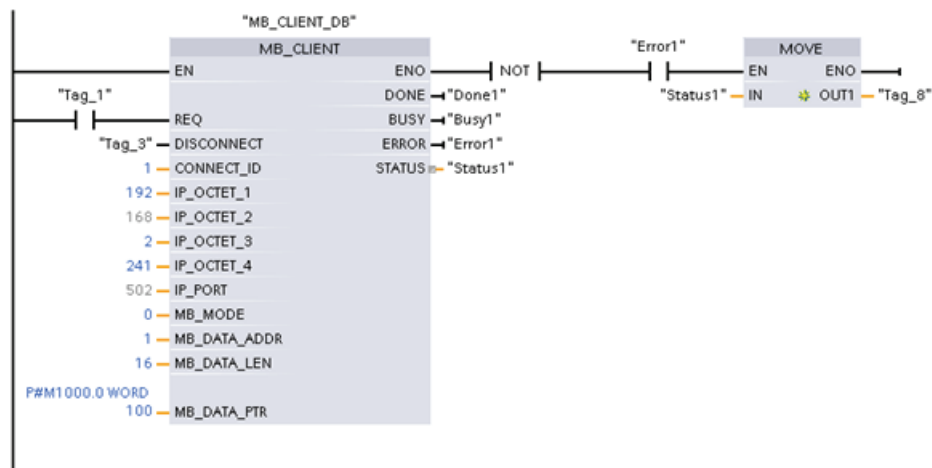 "MB_CLIENT_DB"
MB_CLIENT
"Error1"
MOVE
EN ENO NOT EN ENO
"Tag_1" DONE "Done1" "Status1" IN OUT1 "Tag_8"
REQ BUSY "Busy1"
"Tag_3" DISCONNECT ERROR "Error1"
1 CONNECT_ID STATUS "Status1"
192 IP_OCTET_1
168 IP_OCTET_2
2 IP_OCTET_3
241 IP_OCTET_4
502 IP_PORT
0 MB_MODE
1 MB_DATA_ADDR
16 MB_DATA_LEN
P#M1000.0 WORD
100 MB_DATA_PTR